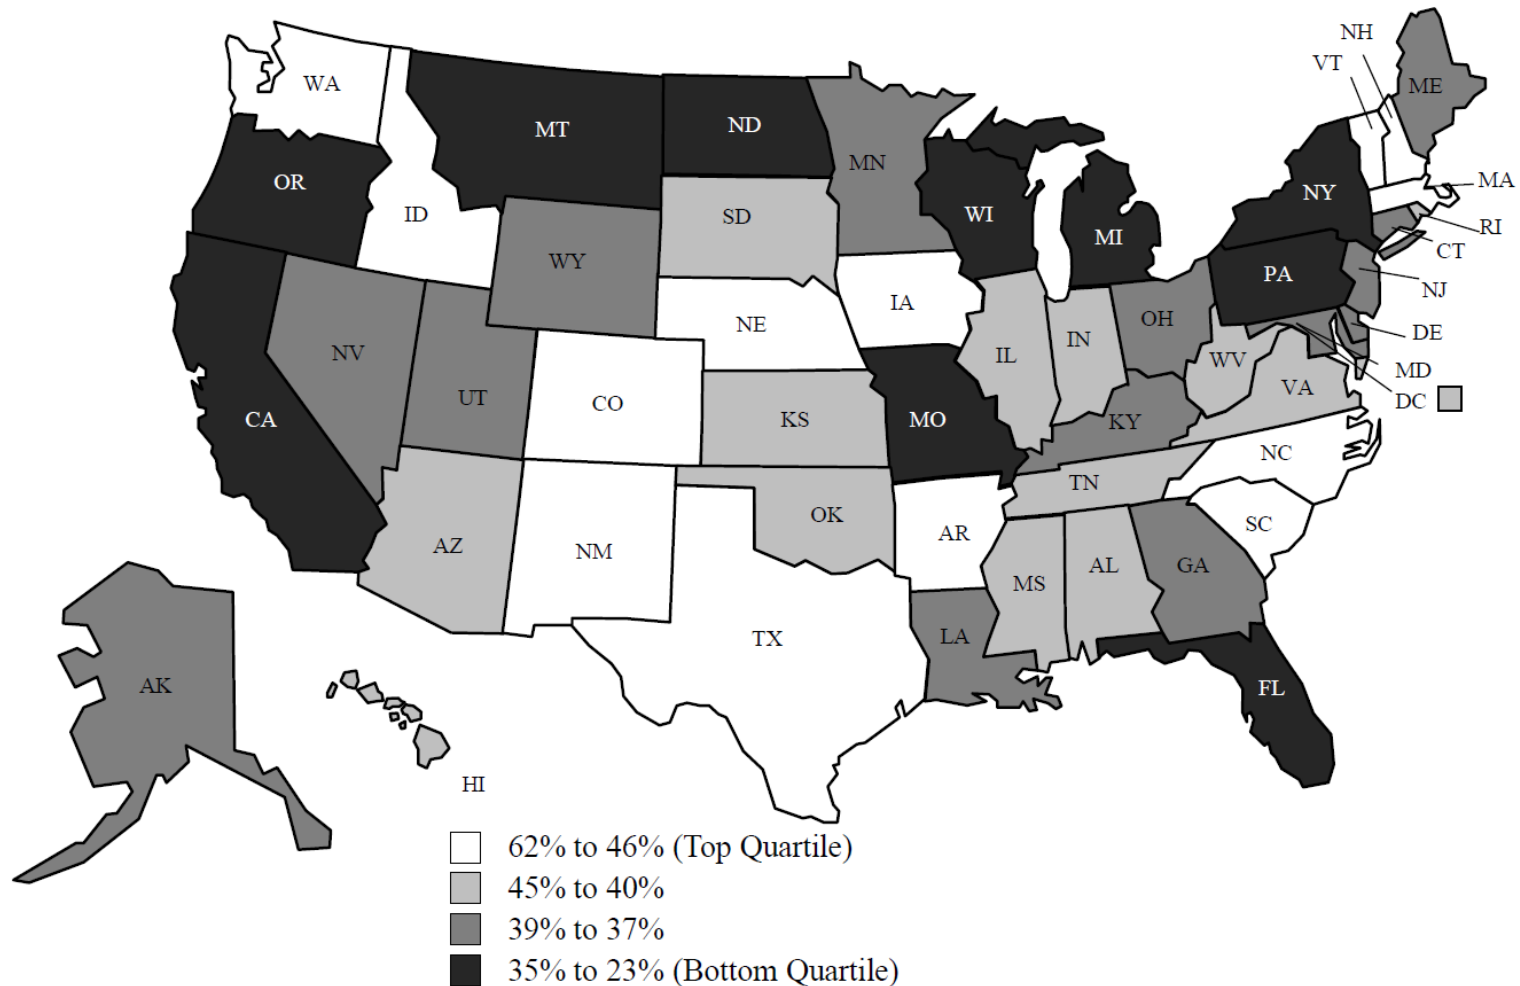 NH
VT
ME
WA
MT
ND
MN
OR
ID
SD
WI
MI
NY
MA
RI
CT
WY
IA
PA
NJ
NE
OH
DE
NV
IL
IN
WV
MD
UT
CO
VA
DC
CA
KS
MO
KY
NC
TN
OK
SC
AZ
NM
AR
GA
MS
AL
TX
LA
AK
FL
HI
62% to 46% (Top Quartile)
45% to 40%
39% to 37%
35% to 23% (Bottom Quartile)